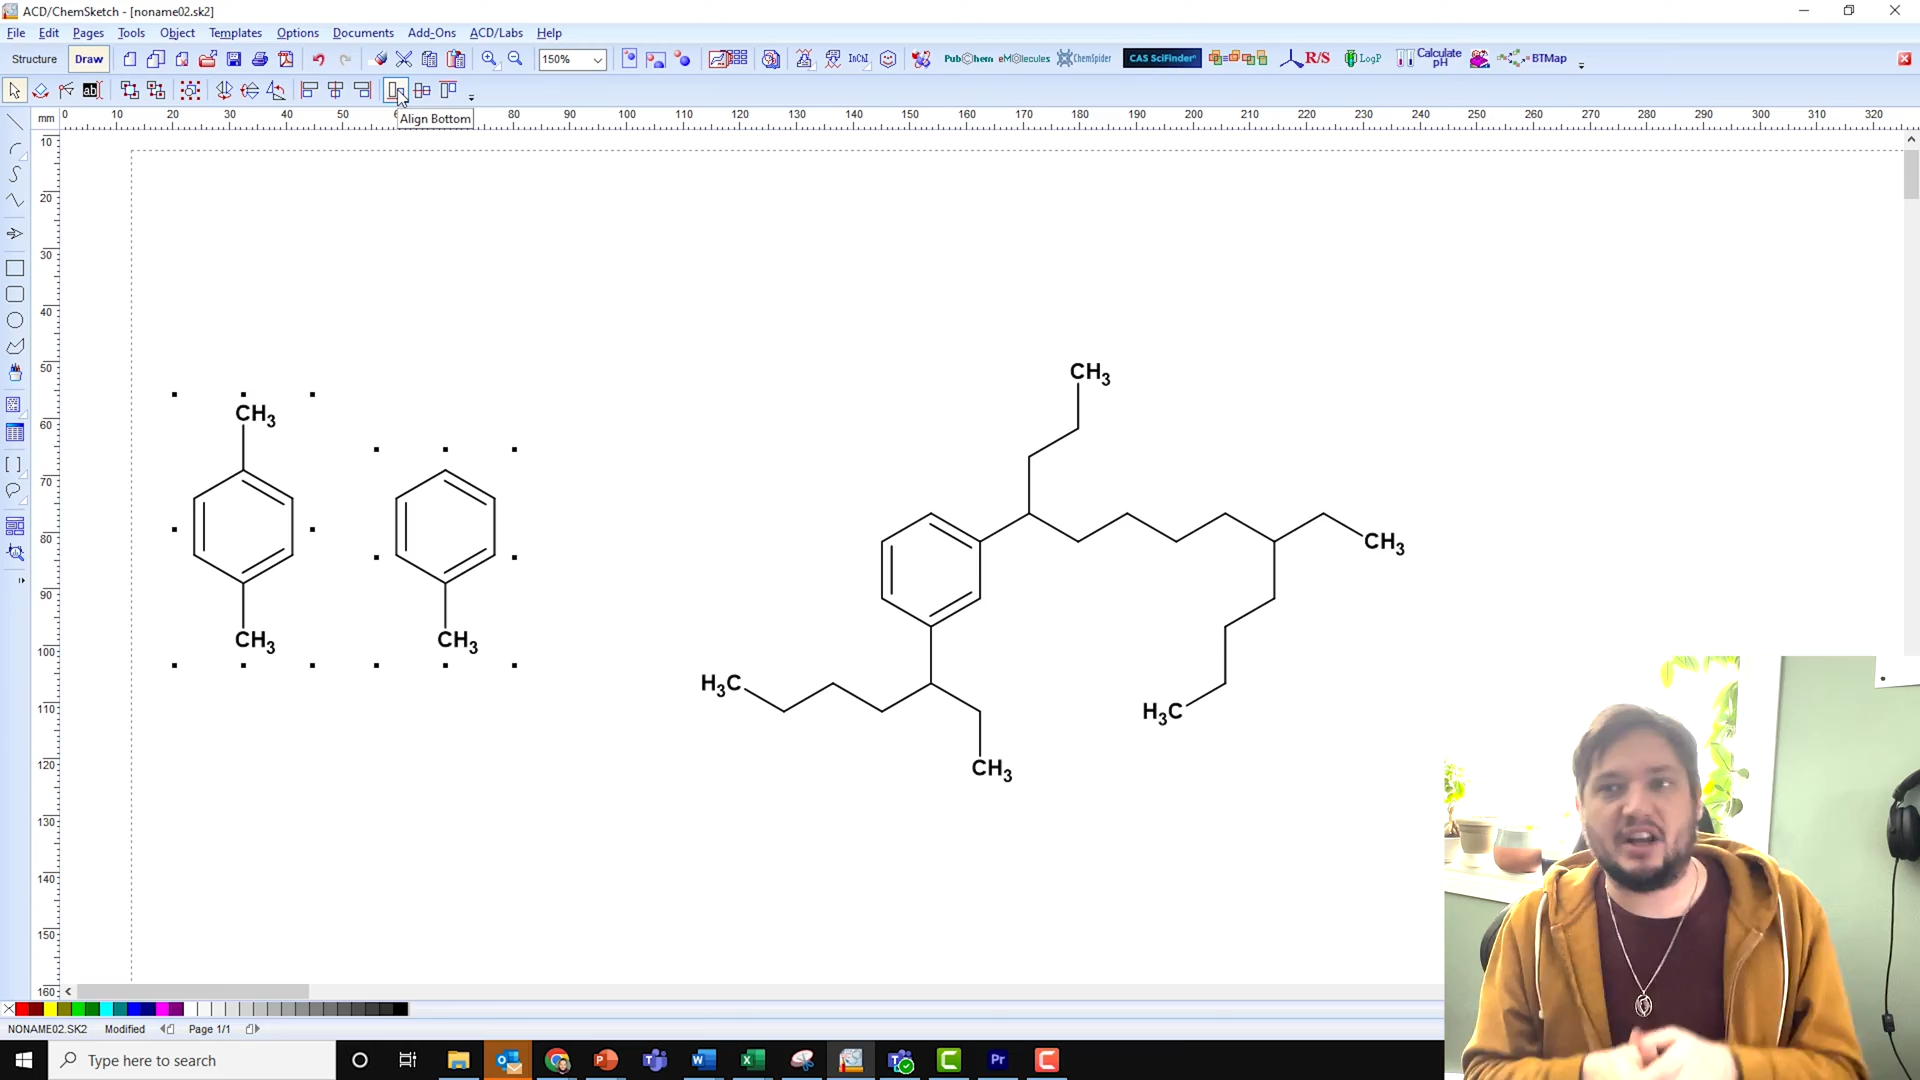 ACD/ChemSketch - [noname02.sk2]
File Edit Pages Tools Object Templates Options Documents Add-Ons ACD/Labs Help
Structure Draw 150% InChI PubChem eMolecules ChemSpider CAS SciFinder R/S LogP Calculate pH BTMap
ab
Align Bottom
mm 0 10 20 30 40 50 80 90 100 110 120 130 140 150 160 170 180 190 200 210 220 230 240 250 260 270 280 290 300 310 320
10
20
30
40
50
60
70
80
90
100
110
120
130
140
150
160
CH3
CH3
CH3
CH3
CH3
H3C
H3C
CH3
NONAME02.SK2 Modified Page 1/1
Type here to search